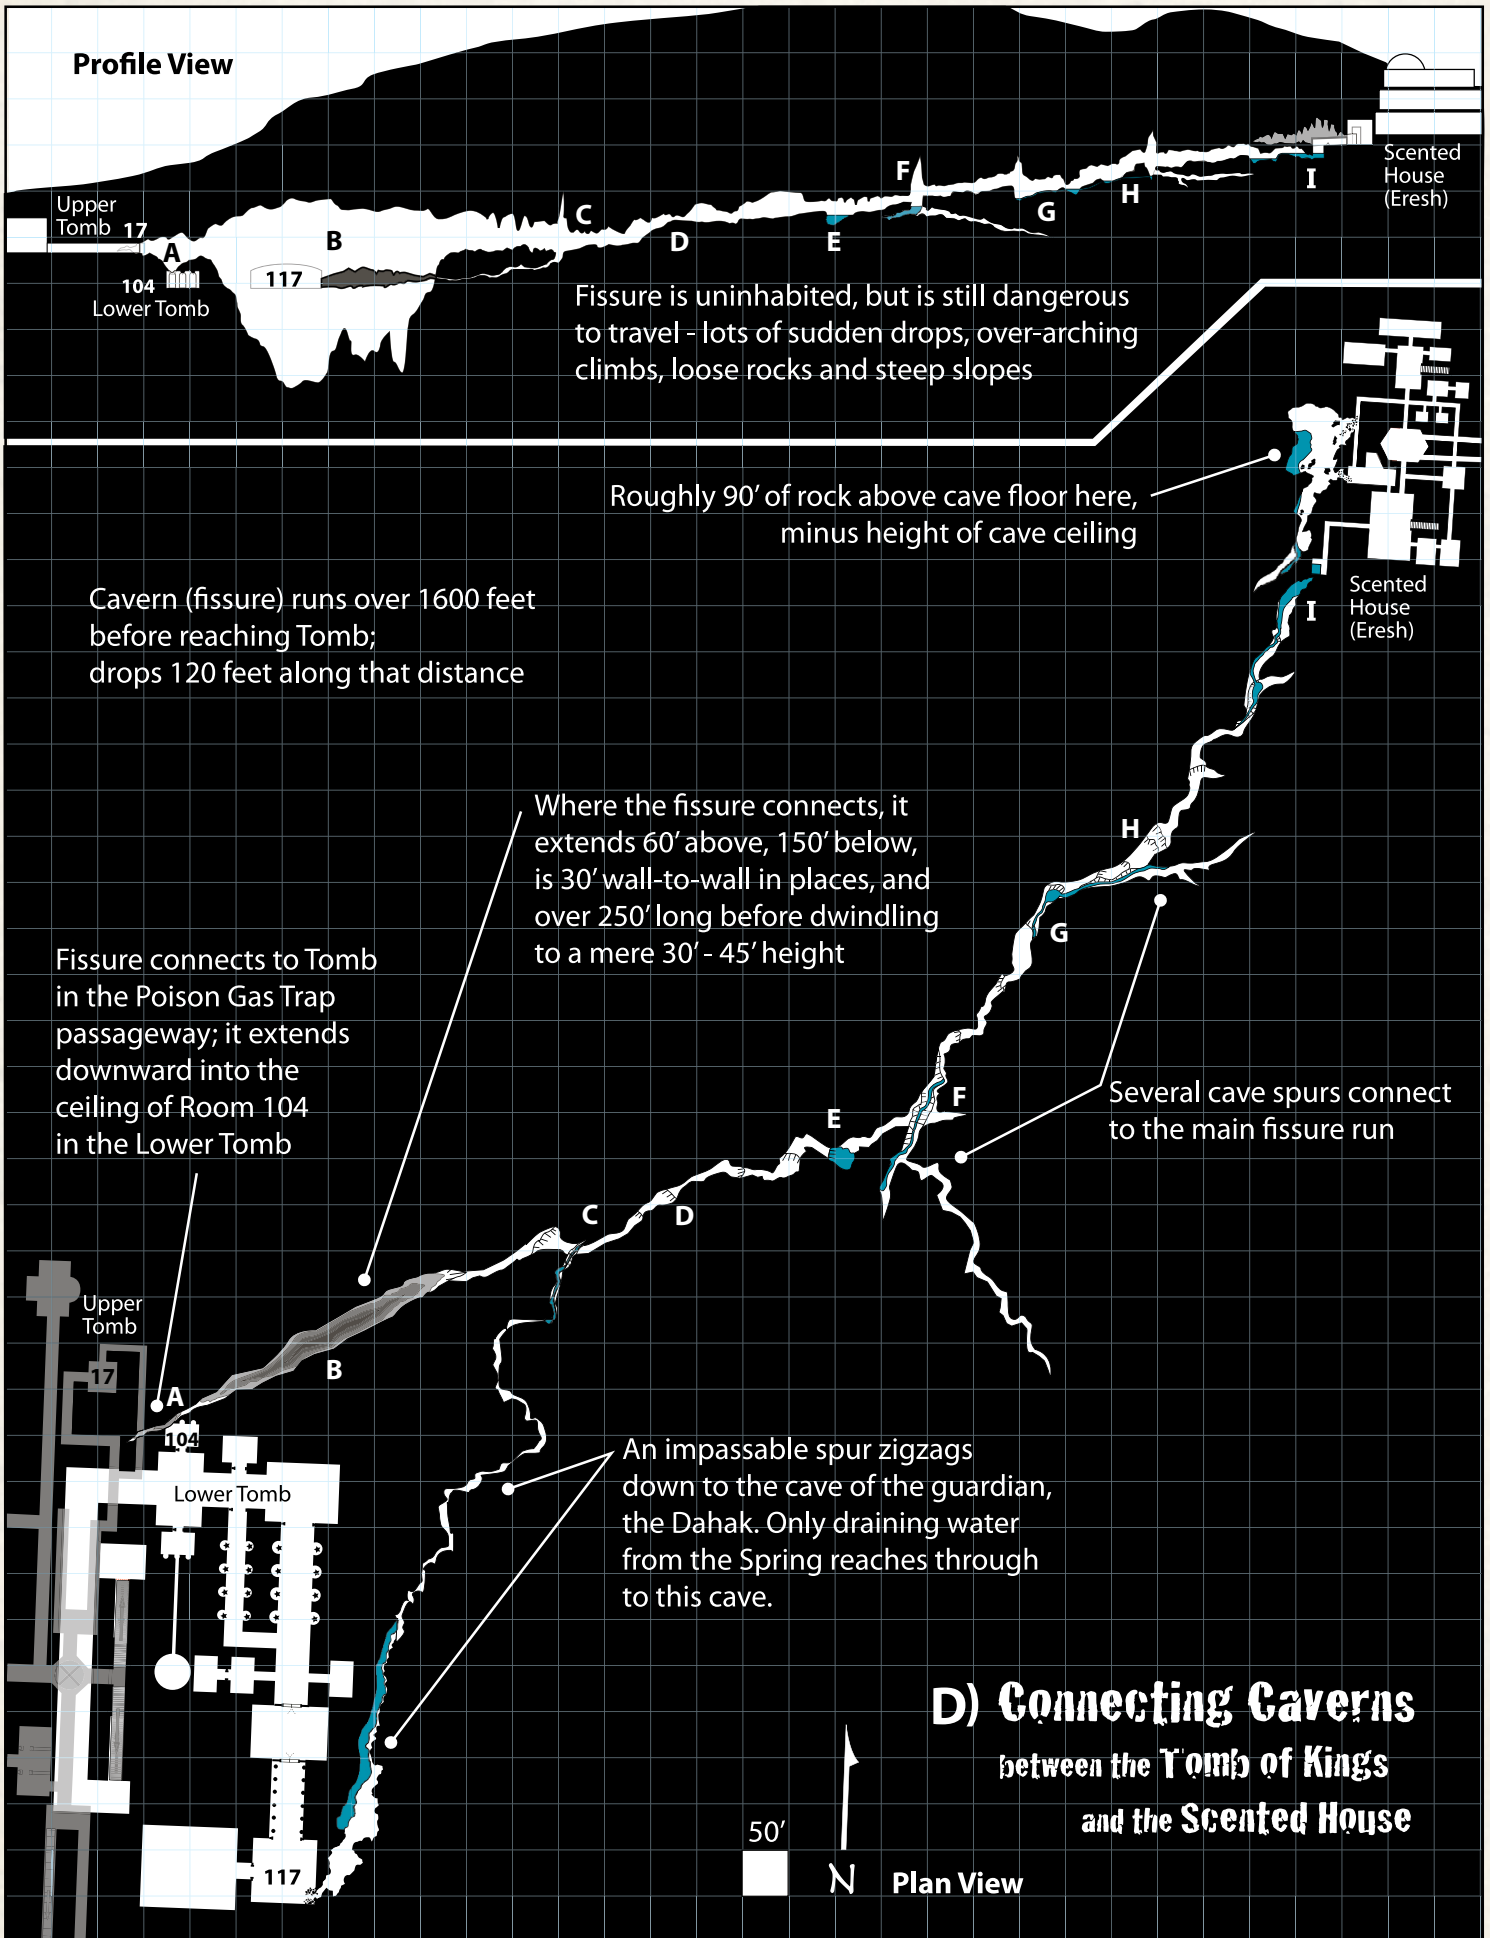 Profile View
Upper
Tomb
17
A
104
Lower Tomb
B
117
C
D
E
F
G
H
I
Scented
House
(Eresh)
Fissure is uninhabited, but is still dangerous
to travel - lots of sudden drops, over-arching
climbs, loose rocks and steep slopes
Roughly 90’ of rock above cave floor here,
minus height of cave ceiling
Scented
House
(Eresh)
I
Cavern (fissure) runs over 1600 feet
before reaching Tomb;
drops 120 feet along that distance
Where the fissure connects, it
extends 60’ above, 150’ below,
is 30’ wall-to-wall in places, and
over 250’ long before dwindling
to a mere 30’ - 45’ height
H
G
Fissure connects to Tomb
in the Poison Gas Trap
passageway; it extends
downward into the
ceiling of Room 104
in the Lower Tomb
F
E
Several cave spurs connect
to the main fissure run
C
D
Upper
Tomb
17
A
B
104
Lower Tomb
An impassable spur zigzags
down to the cave of the guardian,
the Dahak. Only draining water
from the Spring reaches through
to this cave.
117
D) Connecting Caverns
between the Tomb of Kings
and the Scented House
50’
N
Plan View